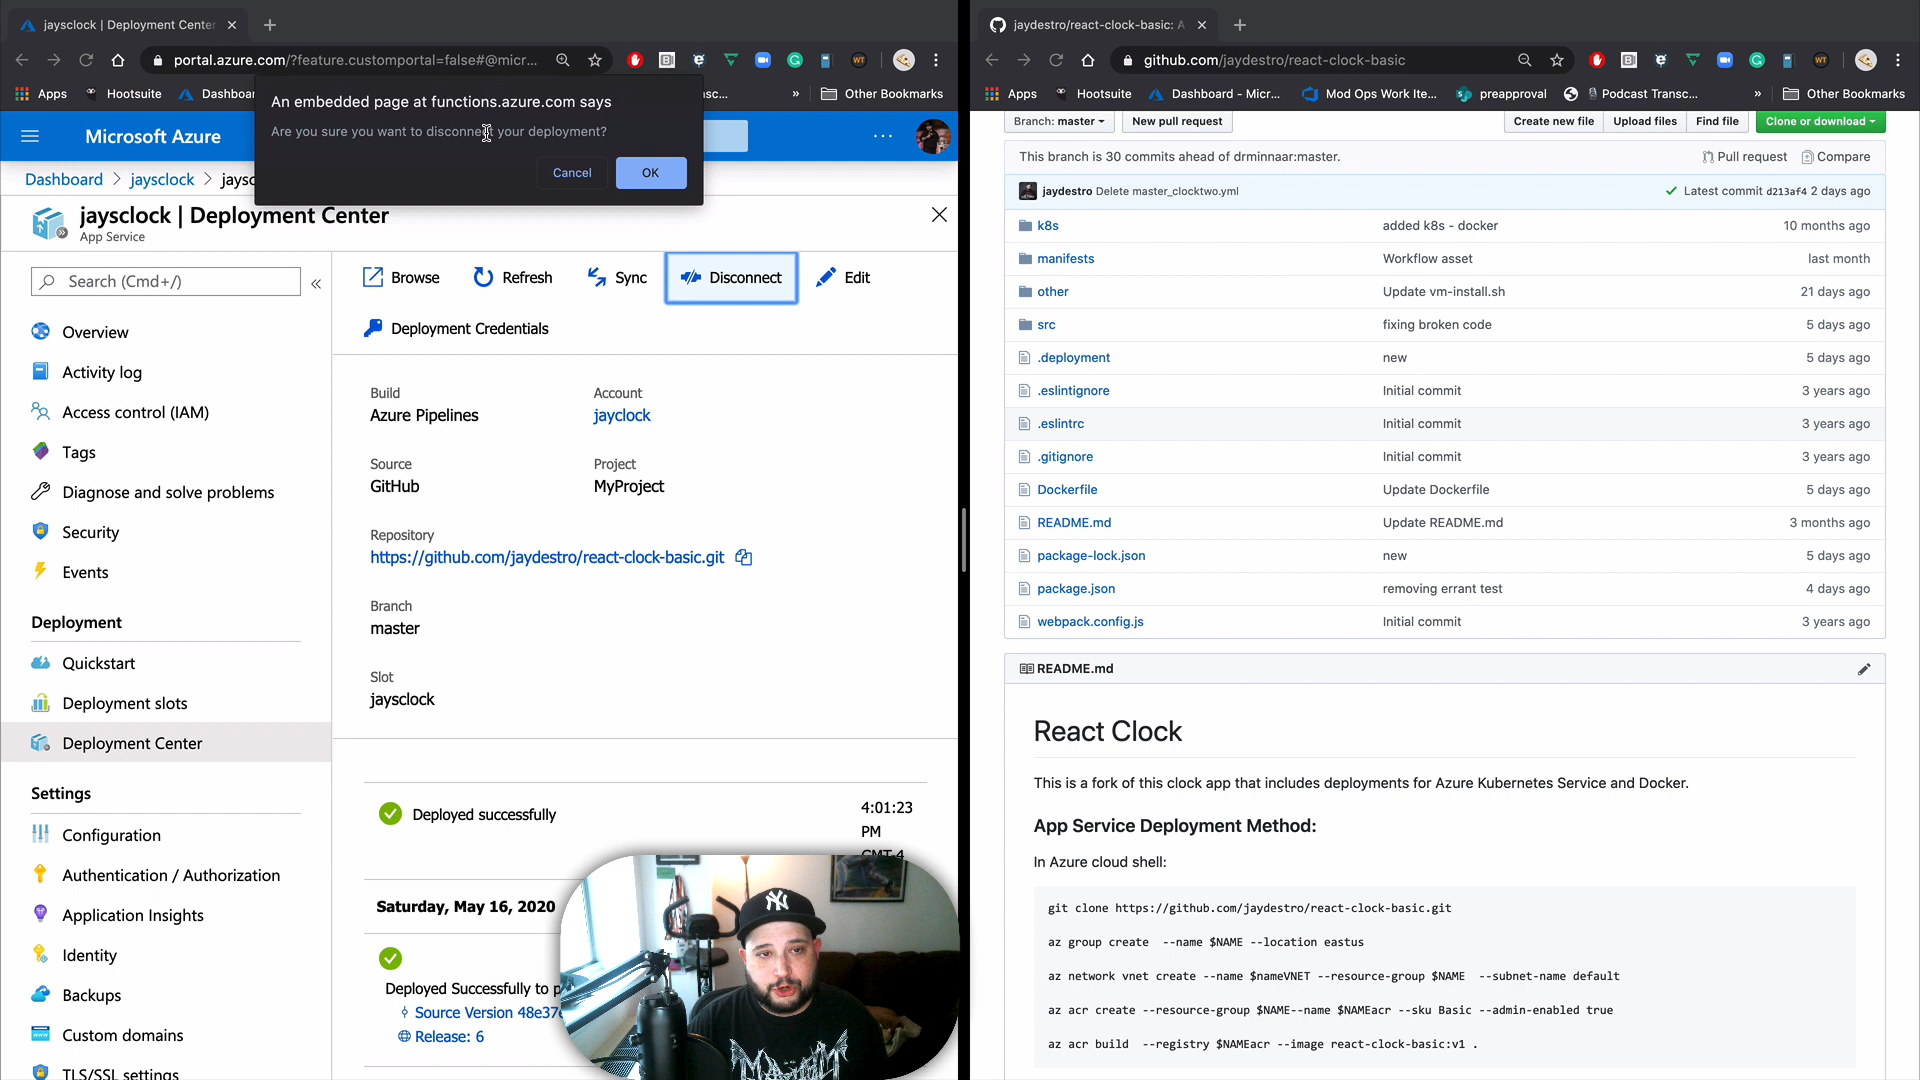 jaysclock | Deployment Center
portal.azure.com/?feature.customportal=false#@micr...
Apps
Hootsuite
Dashboar
sc...
»
Other Bookmarks
An embedded page at functions.azure.com says
Are you sure you want to disconnect your deployment?
Cancel
OK
Microsoft Azure
...
Dashboard > jaysclock > jaysc
jaysclock | Deployment Center
App Service
Search (Cmd+/)
«
Overview
Activity log
Access control (IAM)
Tags
Diagnose and solve problems
Security
Events
Deployment
Quickstart
Deployment slots
Deployment Center
Settings
Configuration
Authentication / Authorization
Application Insights
Identity
Backups
Custom domains
TLS/SSL settings
Browse
Refresh
Sync
Disconnect
Edit
Deployment Credentials
Build
Azure Pipelines
Account
jayclock
Source
GitHub
Project
MyProject
Repository
https://github.com/jaydestro/react-clock-basic.git
Branch
master
Slot
jaysclock
Deployed successfully
4:01:23
PM
GMT-4
Saturday, May 16, 2020
Deployed Successfully to p
Source Version 48e37
Release: 6
NY
jaydestro/react-clock-basic: A
github.com/jaydestro/react-clock-basic
Apps
Hootsuite
Dashboard - Micr...
Mod Ops Work Ite...
preapproval
Podcast Transc...
»
Other Bookmarks
Branch: master
New pull request
Create new file
Upload files
Find file
Clone or download
This branch is 30 commits ahead of drminnaar:master.
Pull request
Compare
jaydestro Delete master_clocktwo.yml
Latest commit d213af4 2 days ago
k8s added k8s - docker 10 months ago
manifests Workflow asset last month
other Update vm-install.sh 21 days ago
src fixing broken code 5 days ago
.deployment new 5 days ago
.eslintignore Initial commit 3 years ago
.eslintrc Initial commit 3 years ago
.gitignore Initial commit 3 years ago
Dockerfile Update Dockerfile 5 days ago
README.md Update README.md 3 months ago
package-lock.json new 5 days ago
package.json removing errant test 4 days ago
webpack.config.js Initial commit 3 years ago
README.md
React Clock
This is a fork of this clock app that includes deployments for Azure Kubernetes Service and Docker.
App Service Deployment Method:
In Azure cloud shell:
git clone https://github.com/jaydestro/react-clock-basic.git
az group create --name $NAME --location eastus
az network vnet create --name $nameVNET --resource-group $NAME --subnet-name default
az acr create --resource-group $NAME--name $NAMEacr --sku Basic --admin-enabled true
az acr build --registry $NAMEacr --image react-clock-basic:v1 .